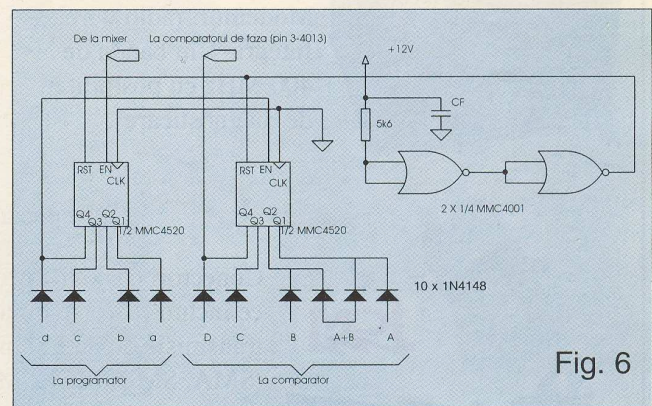 De la mixer
La comparatorul de faza (pin 3-4013)
+12V
CF
5k6
RST EN
CLK
RST EN
CLK
Q4
Q3
Q2
Q1
Q4
Q3
Q2
Q1
1/2 MMC4520
1/2 MMC4520
2 X 1/4 MMC4001
10 x 1N4148
d c b a
D C B A+B A
La programator
La comparator
Fig. 6